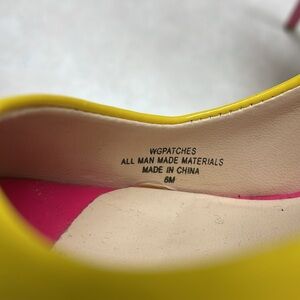 WGPATCHES
ALL MAN MADE MATERIALS
MADE IN CHINA
6M